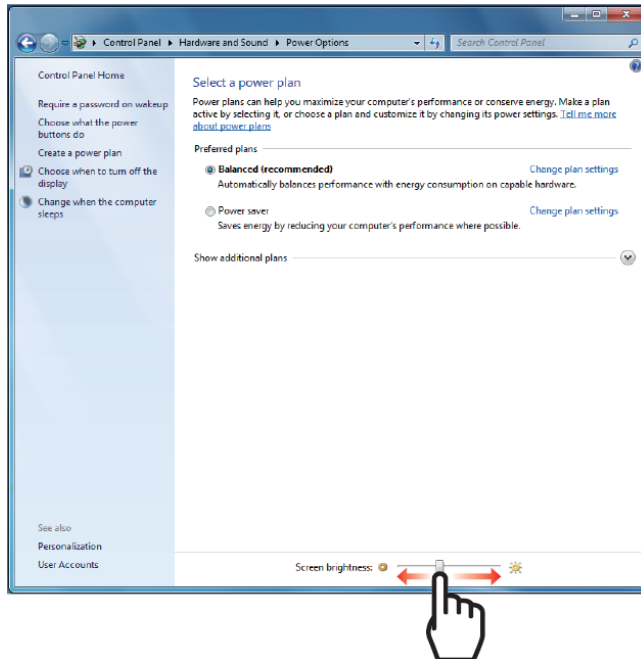 Control Panel ▸ Hardware and Sound ▸ Power Options
Search Control Panel
Control Panel Home
Require a password on wakeup
Choose what the power
buttons do
Create a power plan
Choose when to turn off the
display
Change when the computer
sleeps
See also
Personalization
User Accounts
Select a power plan
Power plans can help you maximize your computer's performance or conserve energy. Make a plan
active by selecting it, or choose a plan and customize it by changing its power settings. Tell me more
about power plans
Preferred plans
Balanced (recommended) Change plan settings
Automatically balances performance with energy consumption on capable hardware.
Power saver Change plan settings
Saves energy by reducing your computer's performance where possible.
Show additional plans
Screen brightness: